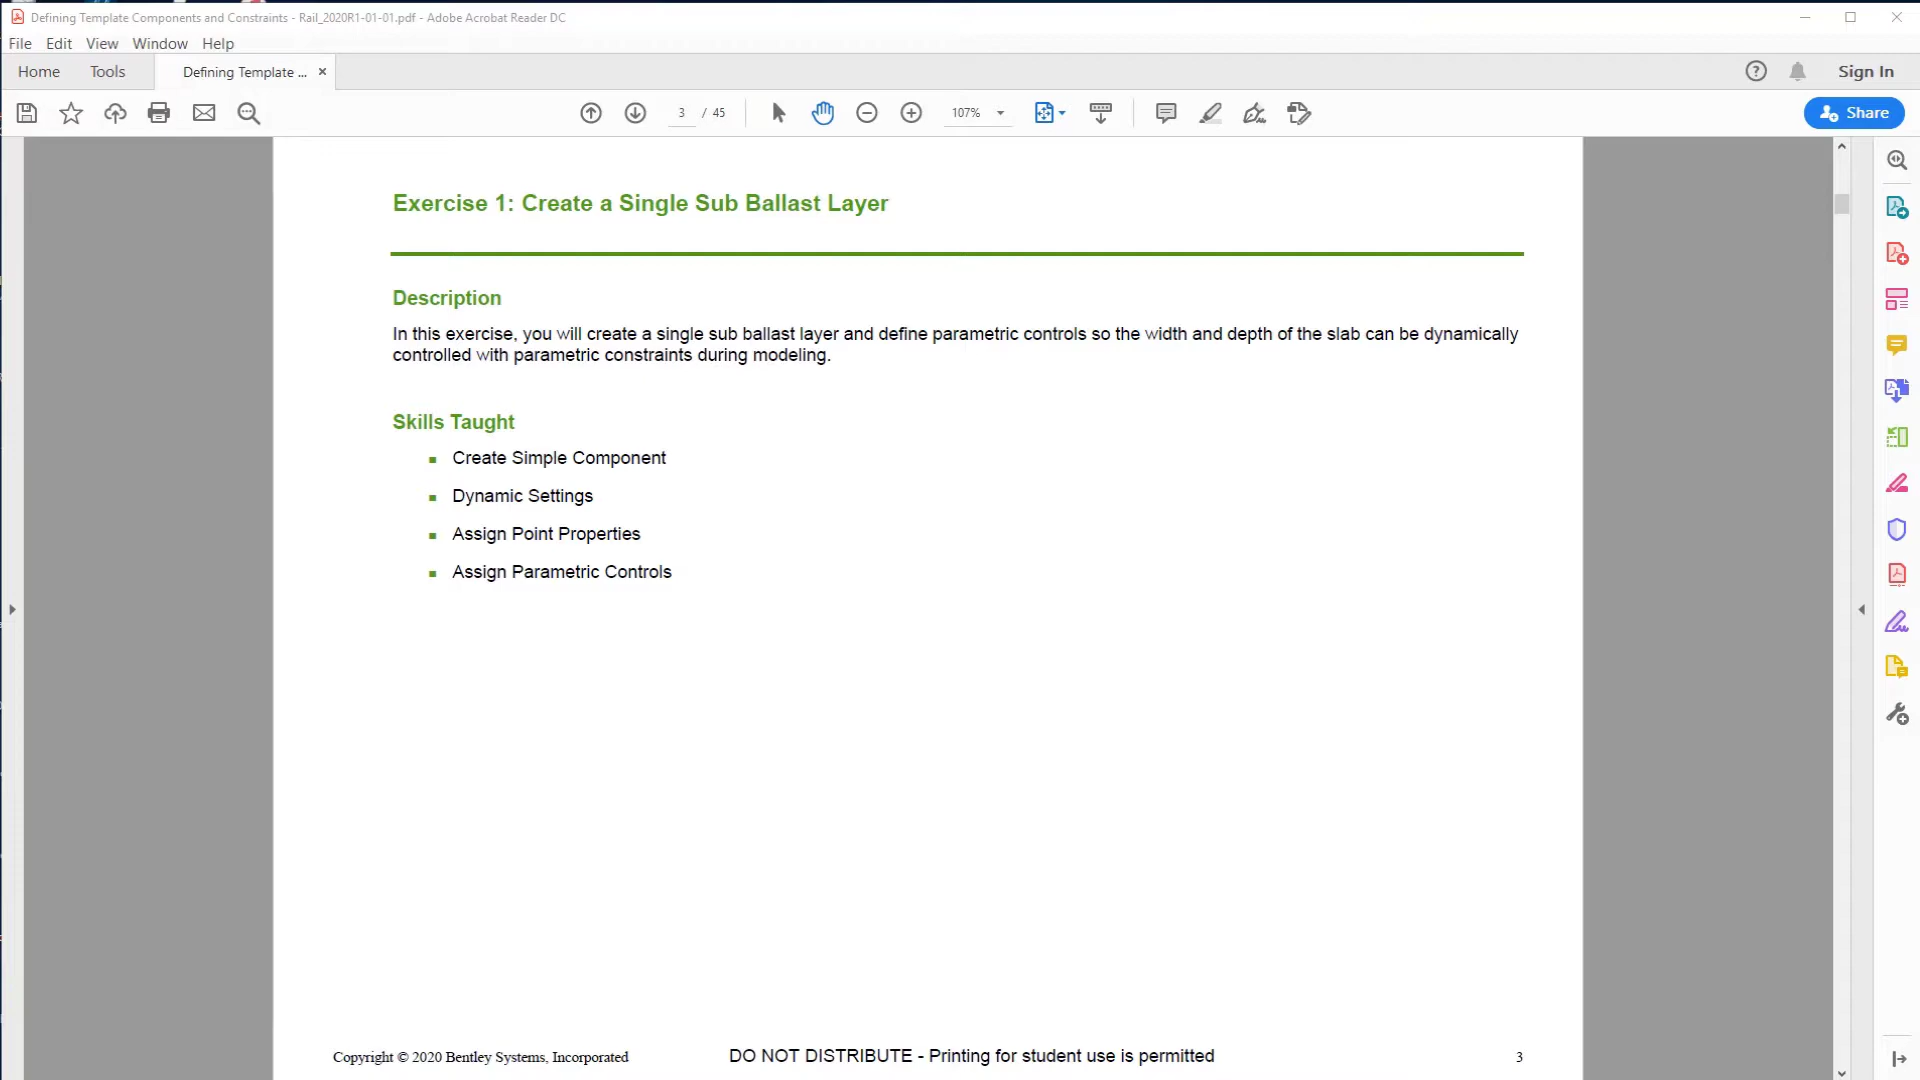 Defining Template Components and Constraints - Rail_2020R1-01-01.pdf - Adobe Acrobat Reader DC
File Edit View Window Help
Home Tools Defining Template ... × Sign In
3 / 45 107% Share
Exercise 1: Create a Single Sub Ballast Layer
Description
In this exercise, you will create a single sub ballast layer and define parametric controls so the width and depth of the slab can be dynamically
controlled with parametric constraints during modeling.
Skills Taught
▪ Create Simple Component
▪ Dynamic Settings
▪ Assign Point Properties
▪ Assign Parametric Controls
Copyright © 2020 Bentley Systems, Incorporated DO NOT DISTRIBUTE - Printing for student use is permitted 3